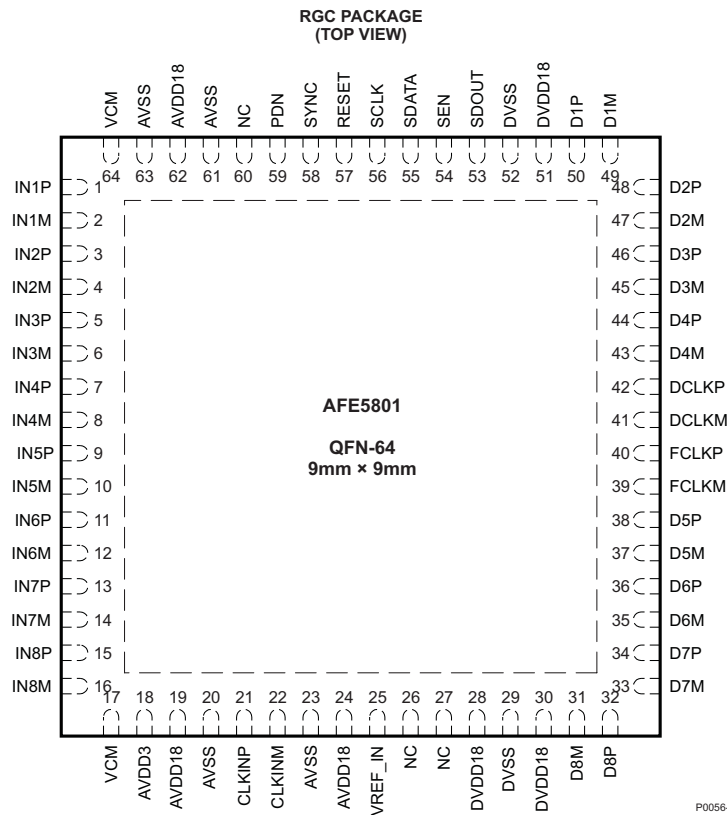 RGC PACKAGE
(TOP VIEW)
VCM
AVSS
AVDD18
AVSS
NC
PDN
SYNC
RESET
SCLK
SDATA
SEN
SDOUT
DVSS
DVDD18
D1P
D1M
64 63 62 61 60 59 58 57 56 55 54 53 52 51 50 49
IN1P 1 48 D2P
IN1M 2 47 D2M
IN2P 3 46 D3P
IN2M 4 45 D3M
IN3P 5 44 D4P
IN3M 6 43 D4M
IN4P 7 42 DCLKP
IN4M 8 41 DCLKM
IN5P 9 40 FCLKP
IN5M 10 39 FCLKM
IN6P 11 38 D5P
IN6M 12 37 D5M
IN7P 13 36 D6P
IN7M 14 35 D6M
IN8P 15 34 D7P
IN8M 16 33 D7M
AFE5801
QFN-64
9mm × 9mm
17 18 19 20 21 22 23 24 25 26 27 28 29 30 31 32
VCM
AVDD3
AVDD18
AVSS
CLKINP
CLKINM
AVSS
AVDD18
VREF_IN
NC
NC
DVDD18
DVSS
DVDD18
D8M
D8P